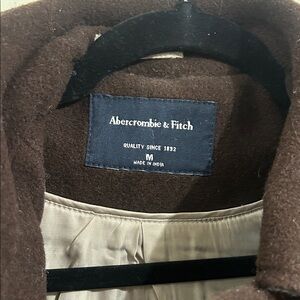 Abercrombie & Fitch
QUALITY SINCE 1892
M
MADE IN INDIA